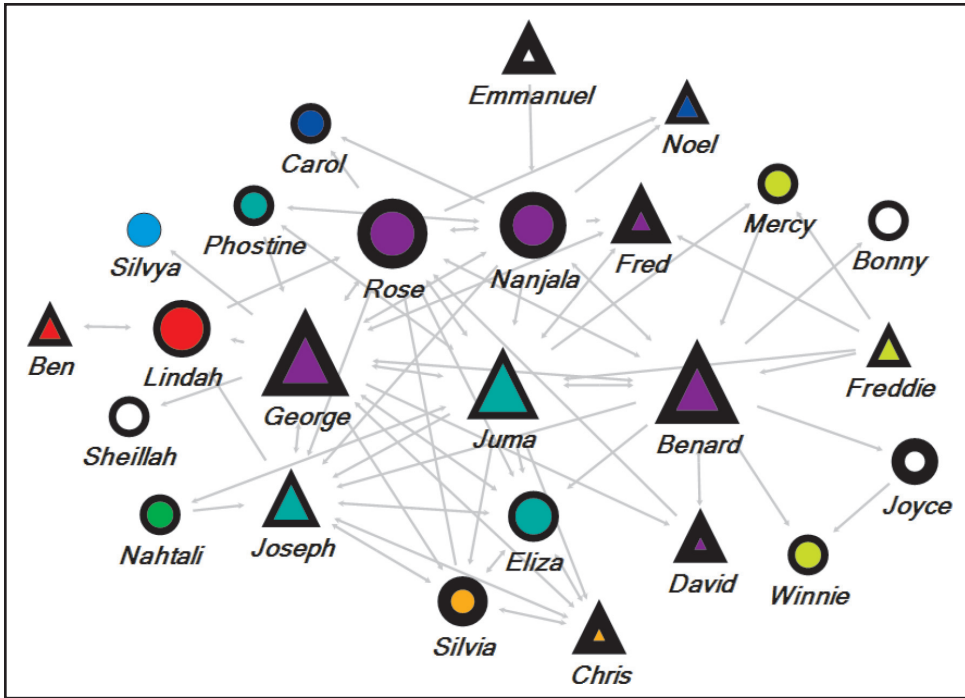 Emmanuel
Noel
Carol
Mercy
Phostine
Bonny
Silvya
Rose
Nanjala
Fred
Ben
Lindah
George
Juma
Benard
Freddie
Sheillah
Joyce
Nahtali
Joseph
Eliza
David
Winnie
Silvia
Chris